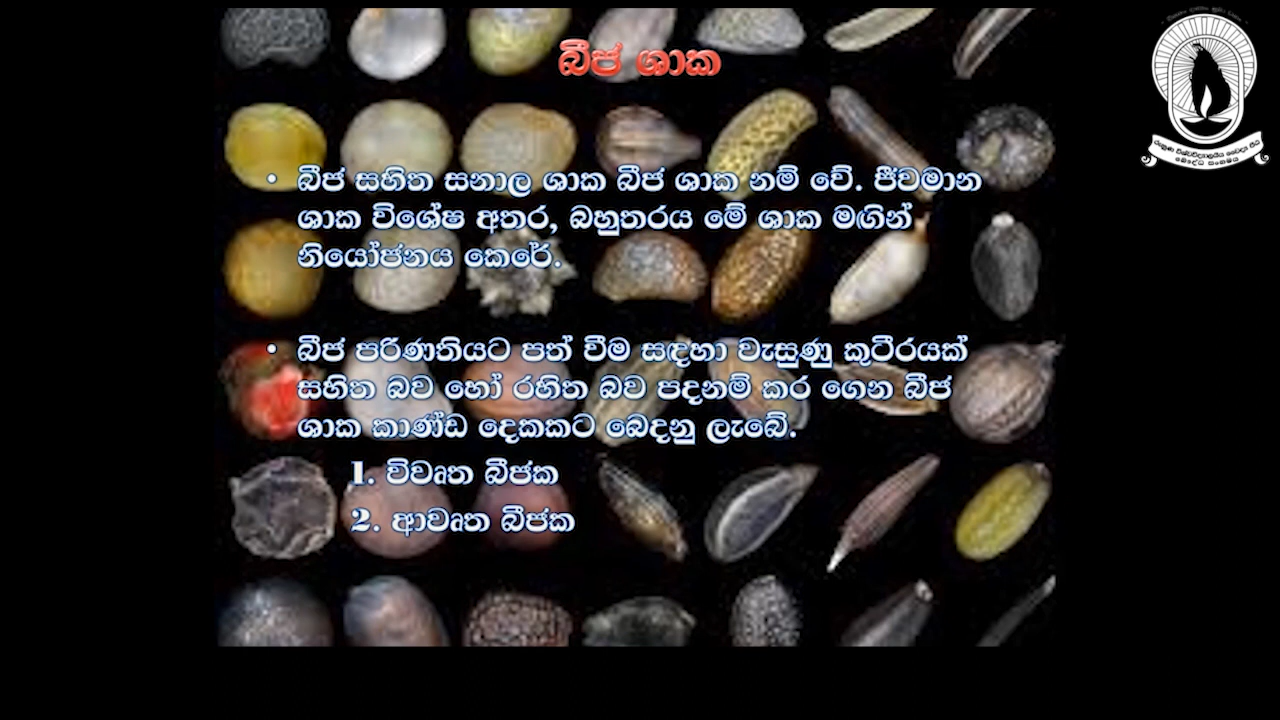 බීජ ශාක
• බීජ සහිත සනාල ශාක බීජ ශාක නම් වේ. ජීවමාන
ශාක විශේෂ අතර, බහුතරය මේ ශාක මඟින්
නියෝජනය කෙරේ.
• බීජ පරිණතියට පත් වීම සඳහා වැසුණු කුටීරයක්
සහිත බව හෝ රහිත බව පදනම් කර ගෙන බීජ
ශාක කාණ්ඩ දෙකකට බෙදනු ලැබේ.
1. විවෘත බීජක
2. ආවෘත බීජක